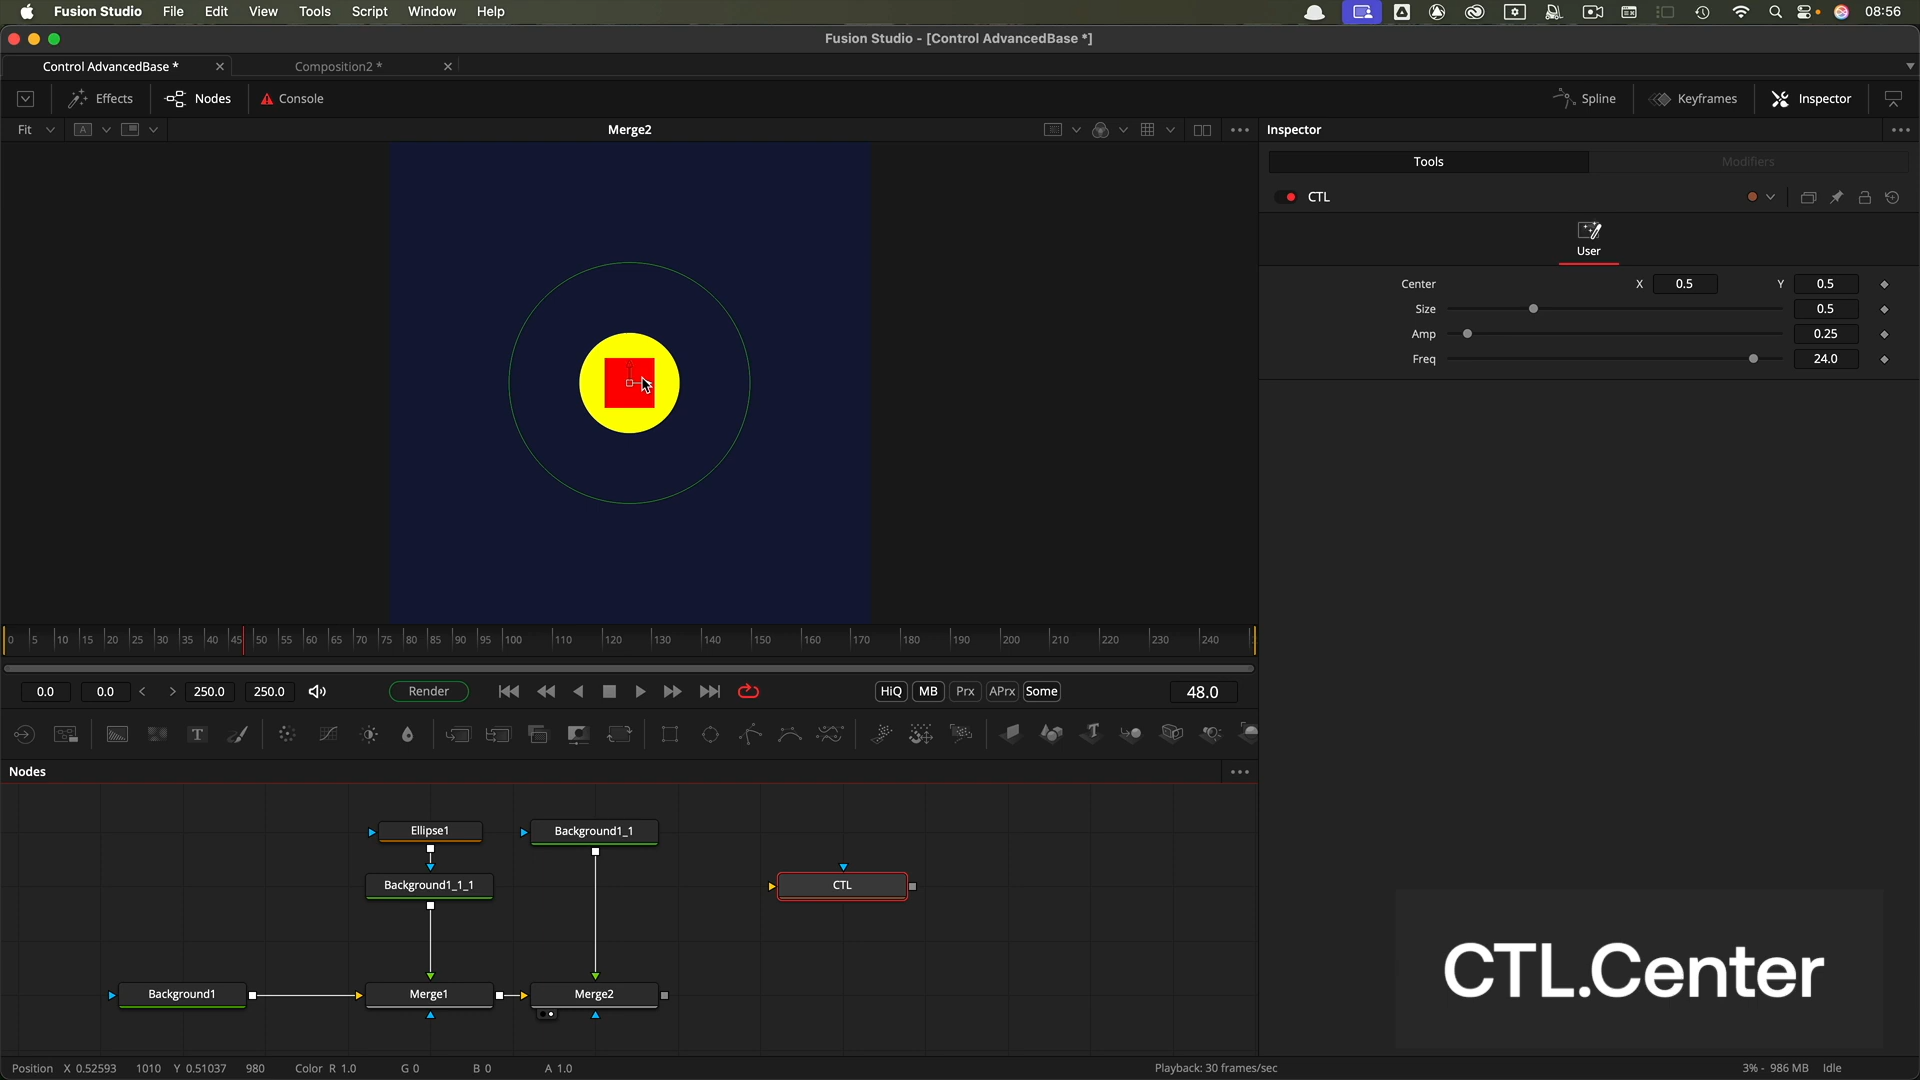 Fusion Studio File Edit View Tools Script Window Help 08:56
Fusion Studio - [Control AdvancedBase *]
Control AdvancedBase * Composition2 *
Effects Nodes Console Spline Keyframes Inspector
Fit A Merge2 Inspector
Tools Modifiers
CTL
User
Center X 0.5 Y 0.5
Size 0.5
Amp 0.25
Freq 24.0
0 5 10 15 20 25 30 35 40 45 50 55 60 65 70 75 80 85 90 95 100 110 120 130 140 150 160 170 180 190 200 210 220 230 240
0.0 0.0 250.0 250.0 Render HiQ MB Prx APrx Some 48.0
Nodes
Ellipse1 Background1_1
Background1_1_1 CTL
Background1 Merge1 Merge2
CTL.Center
Position X 0.52593 1010 Y 0.51037 980 Color R 1.0 G 0 B 0 A 1.0 Playback: 30 frames/sec 3% - 986 MB Idle